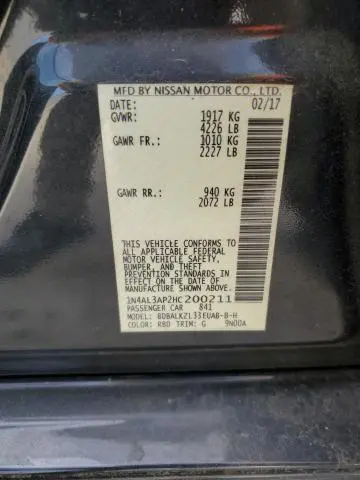 MFD BY NISSAN MOTOR CO., LTD.
DATE: 02/17
GVWR: 1917 KG
4226 LB
GAWR FR.: 1010 KG
2227 LB
GAWR RR.: 940 KG
2072 LB
THIS VEHICLE CONFORMS TO
ALL APPLICABLE FEDERAL
MOTOR VEHICLE SAFETY,
BUMPER, AND THEFT
PREVENTION STANDARDS IN
EFFECT ON THE DATE OF
MANUFACTURE SHOWN ABOVE.
1N4AL3AP2HC200211
PASSENGER CAR 841
MODEL: BDBALKZL33EUAB-B-H
COLOR: RBD TRIM: G 9N00A